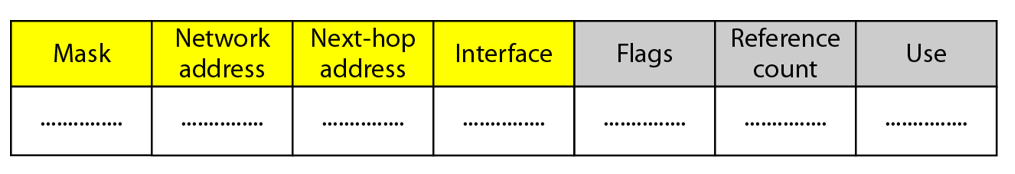 Mask
Network
address
Next-hop
address
Interface
Flags
Reference
count
Use
............... ............... ............... ............... ............... ............... ...............